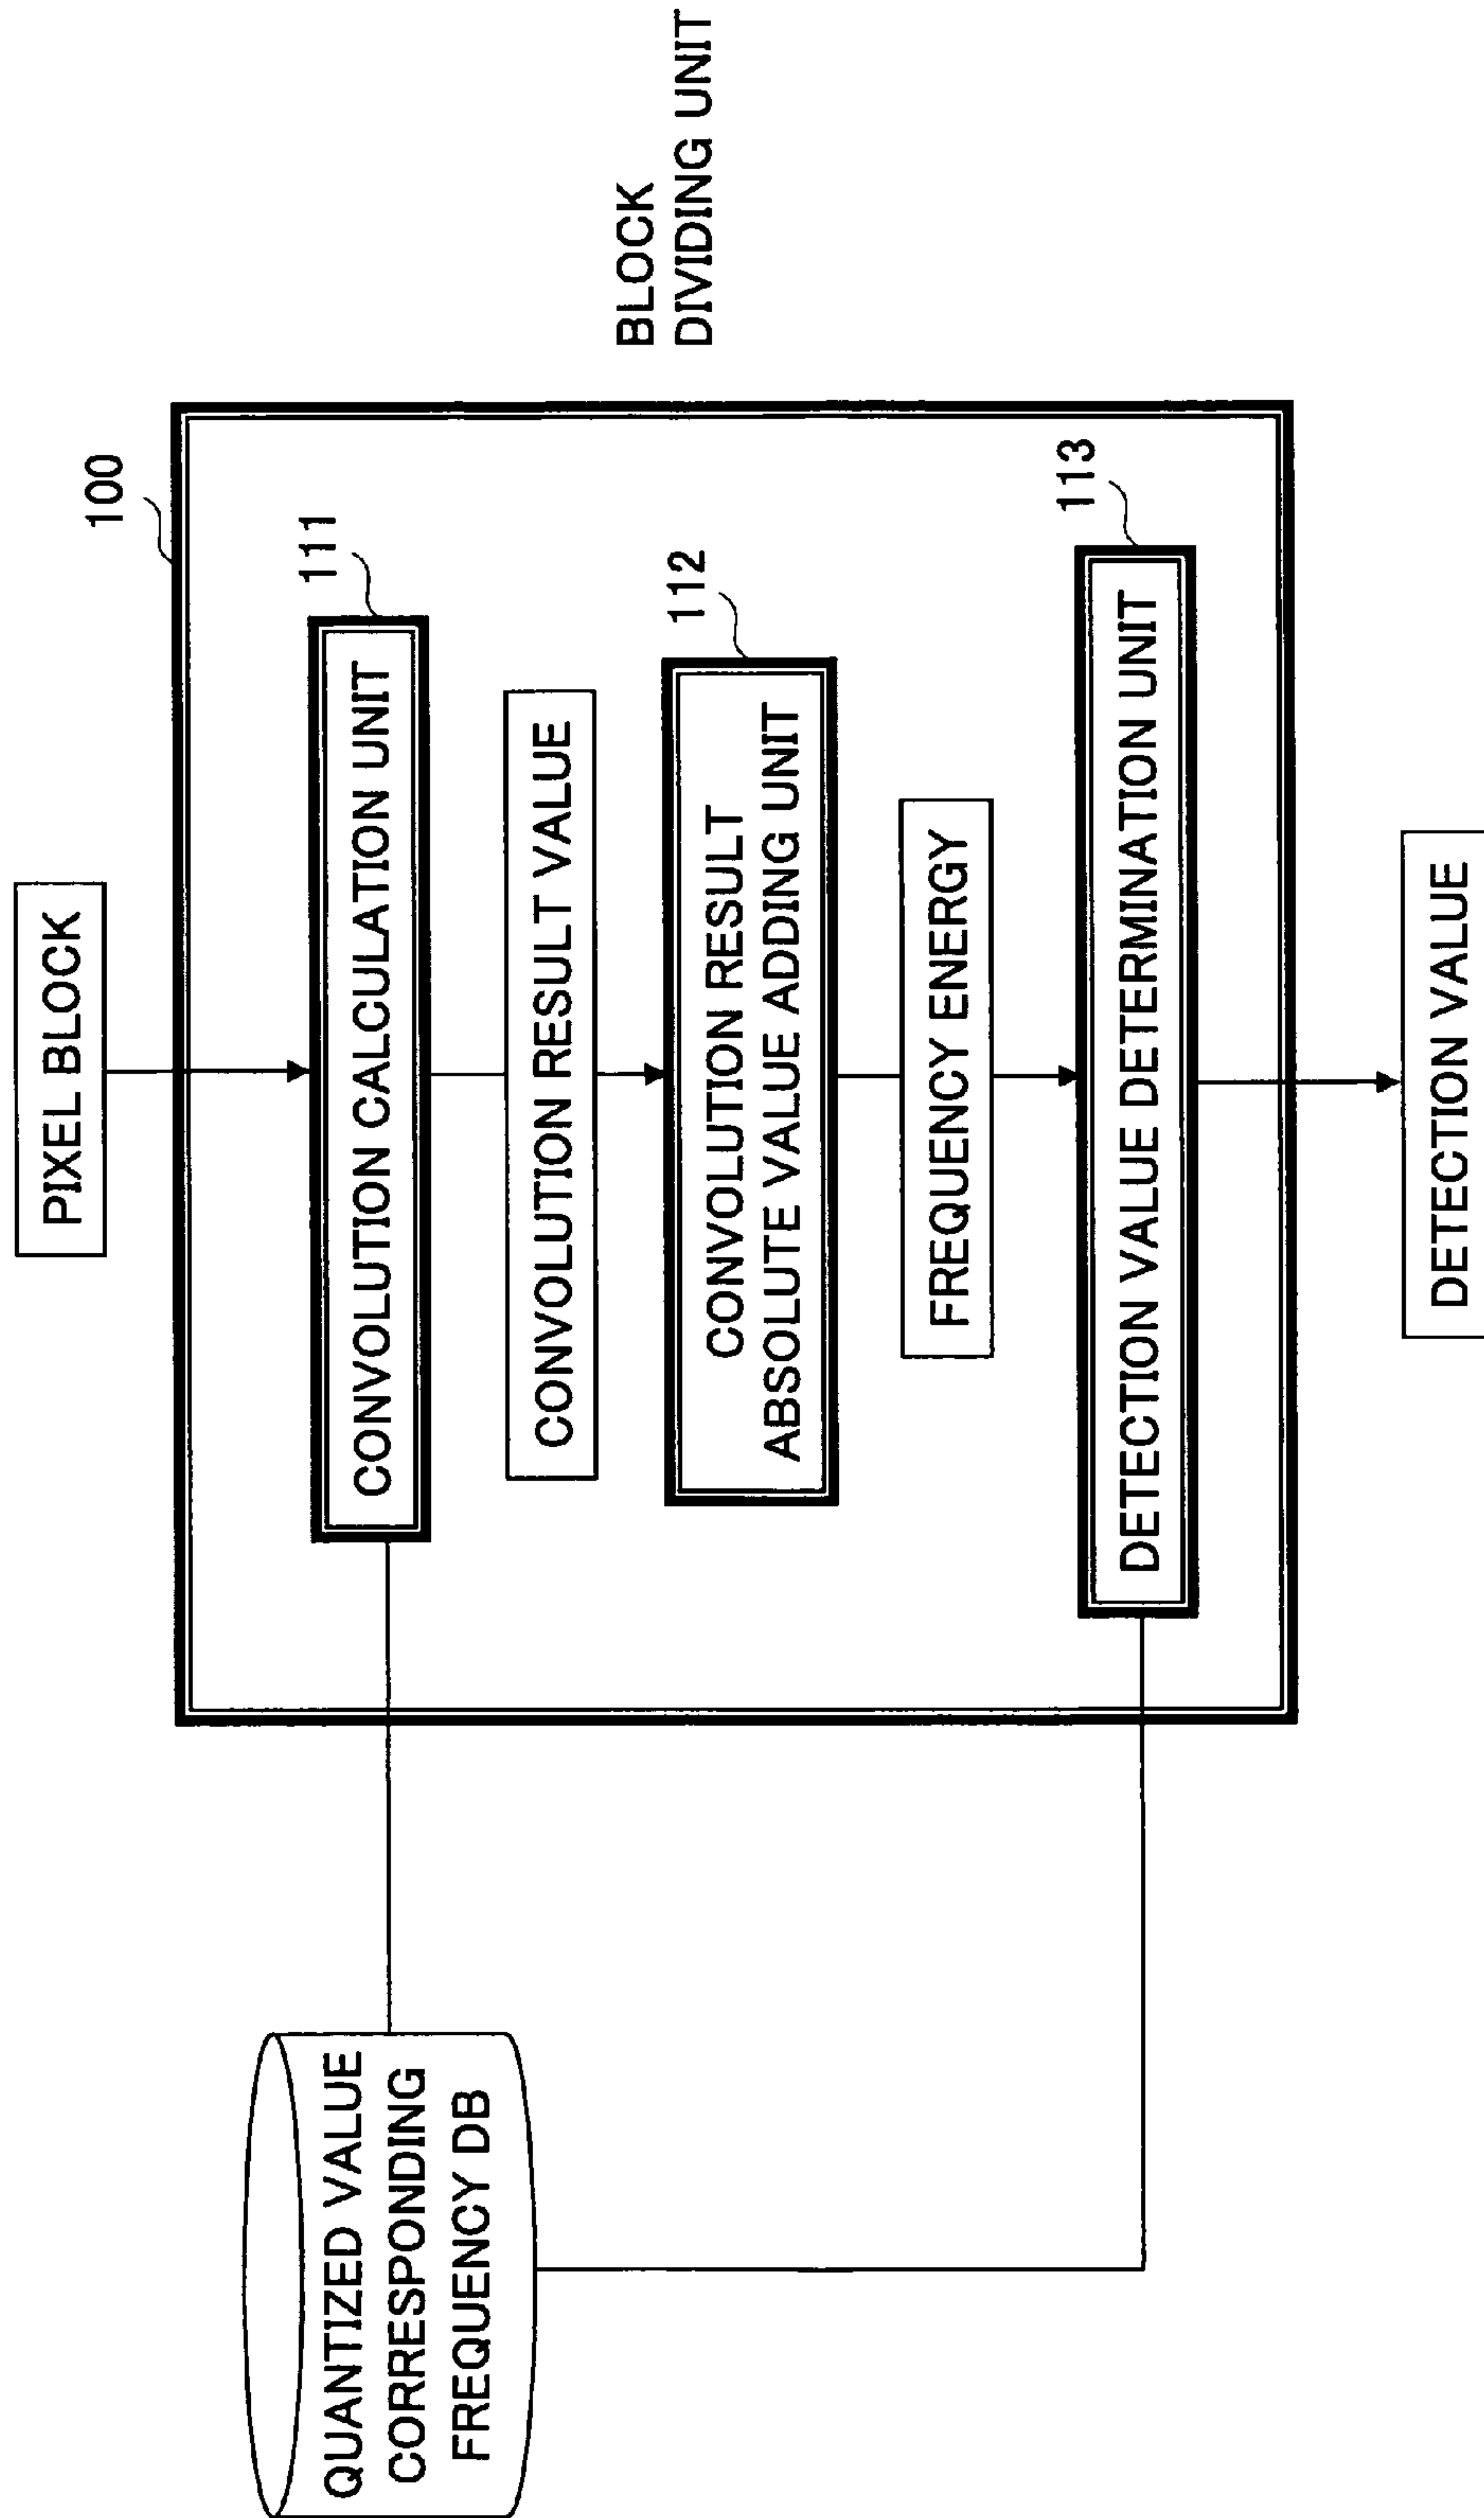 PIXEL BLOCK
100
111
CONVOLUTION CALCULATION UNIT
QUANTIZED VALUE
CORRESPONDING
FREQUENCY DB
CONVOLUTION RESULT VALUE
BLOCK
DIVIDING UNIT
112
CONVOLUTION RESULT
ABSOLUTE VALUE ADDING UNIT
FREQUENCY ENERGY
113
DETECTION VALUE DETERMINATION UNIT
DETECTION VALUE